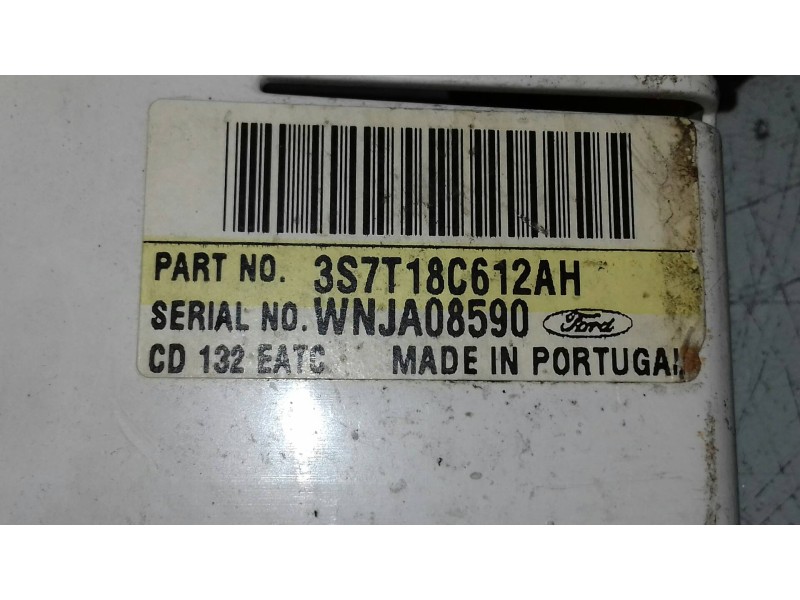 PART NO. 3S7T18C612AH
SERIAL NO. WNJA08590 Ford
CD 132 EATC MADE IN PORTUGAL